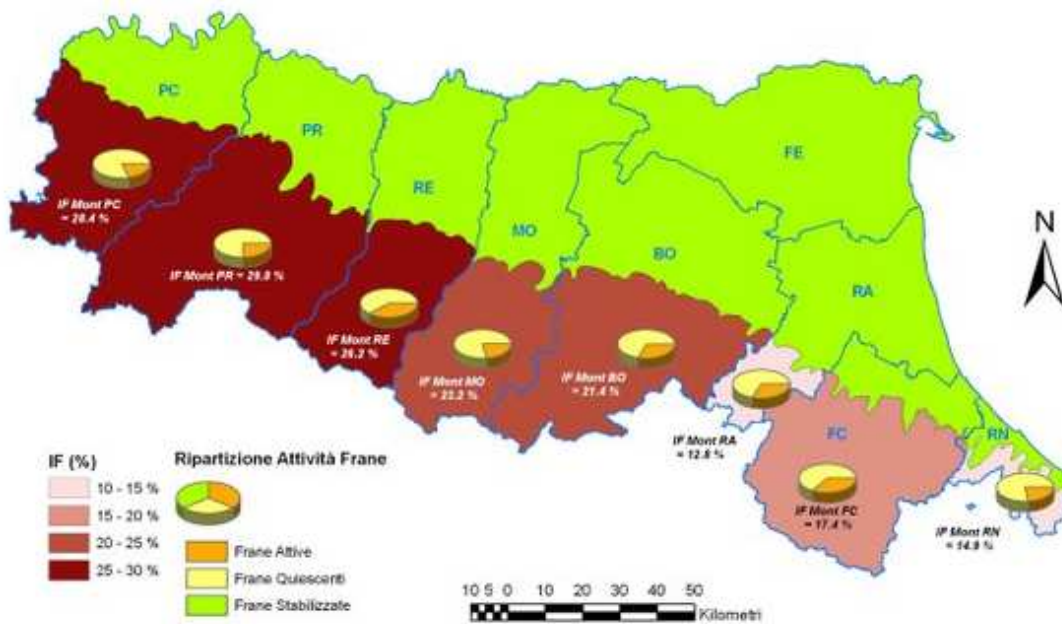 PC
PR
RE
MO
BO
FE
RA
FC
RN
IF Mont PC
= 28.4 %
IF Mont PR = 29.8 %
IF Mont RE
= 26.2 %
IF Mont MO
= 23.2 %
IF Mont BO
= 21.4 %
IF Mont RA
= 12.8 %
IF Mont FC
= 17.4 %
IF Mont RN
= 14.9 %
N
IF (%)
10 - 15 %
15 - 20 %
20 - 25 %
25 - 30 %
Ripartizione Attività Frane
Frane Attive
Frane Quiescenti
Frane Stabilizzate
10 5 0 10 20 30 40 50
Kilometri